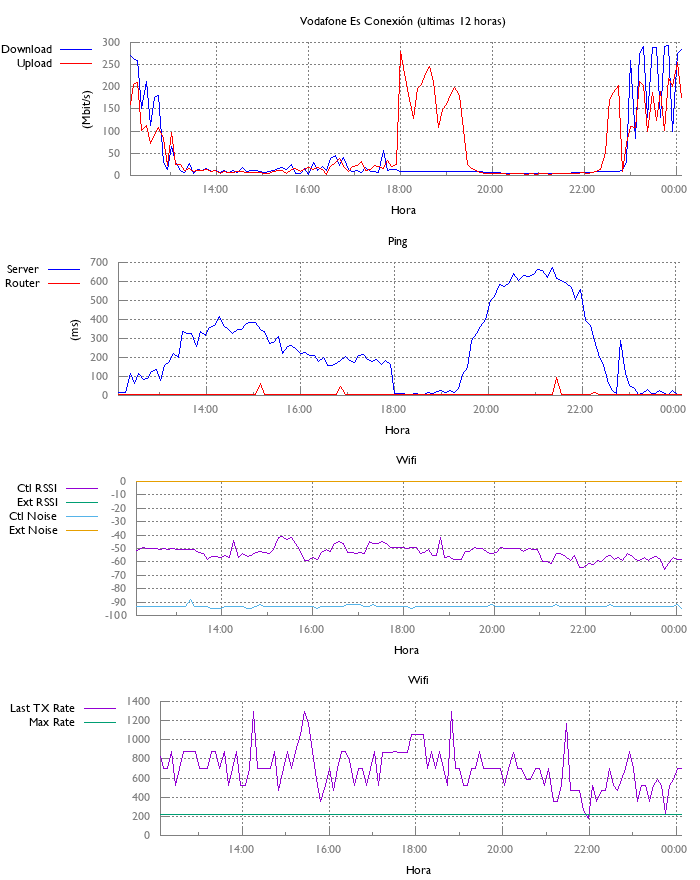 Vodafone Es Conexión (ultimas 12 horas)
Download
Upload
(Mbit/s)
300
250
200
150
100
50
0
14:00 16:00 18:00 20:00 22:00 00:00
Hora
Ping
Server
Router
(ms)
700
600
500
400
300
200
100
0
14:00 16:00 18:00 20:00 22:00 00:00
Hora
Wifi
Ctl RSSI
Ext RSSI
Ctl Noise
Ext Noise
0
-10
-20
-30
-40
-50
-60
-70
-80
-90
-100
14:00 16:00 18:00 20:00 22:00 00:00
Hora
Wifi
Last TX Rate
Max Rate
1400
1200
1000
800
600
400
200
0
14:00 16:00 18:00 20:00 22:00 00:00
Hora